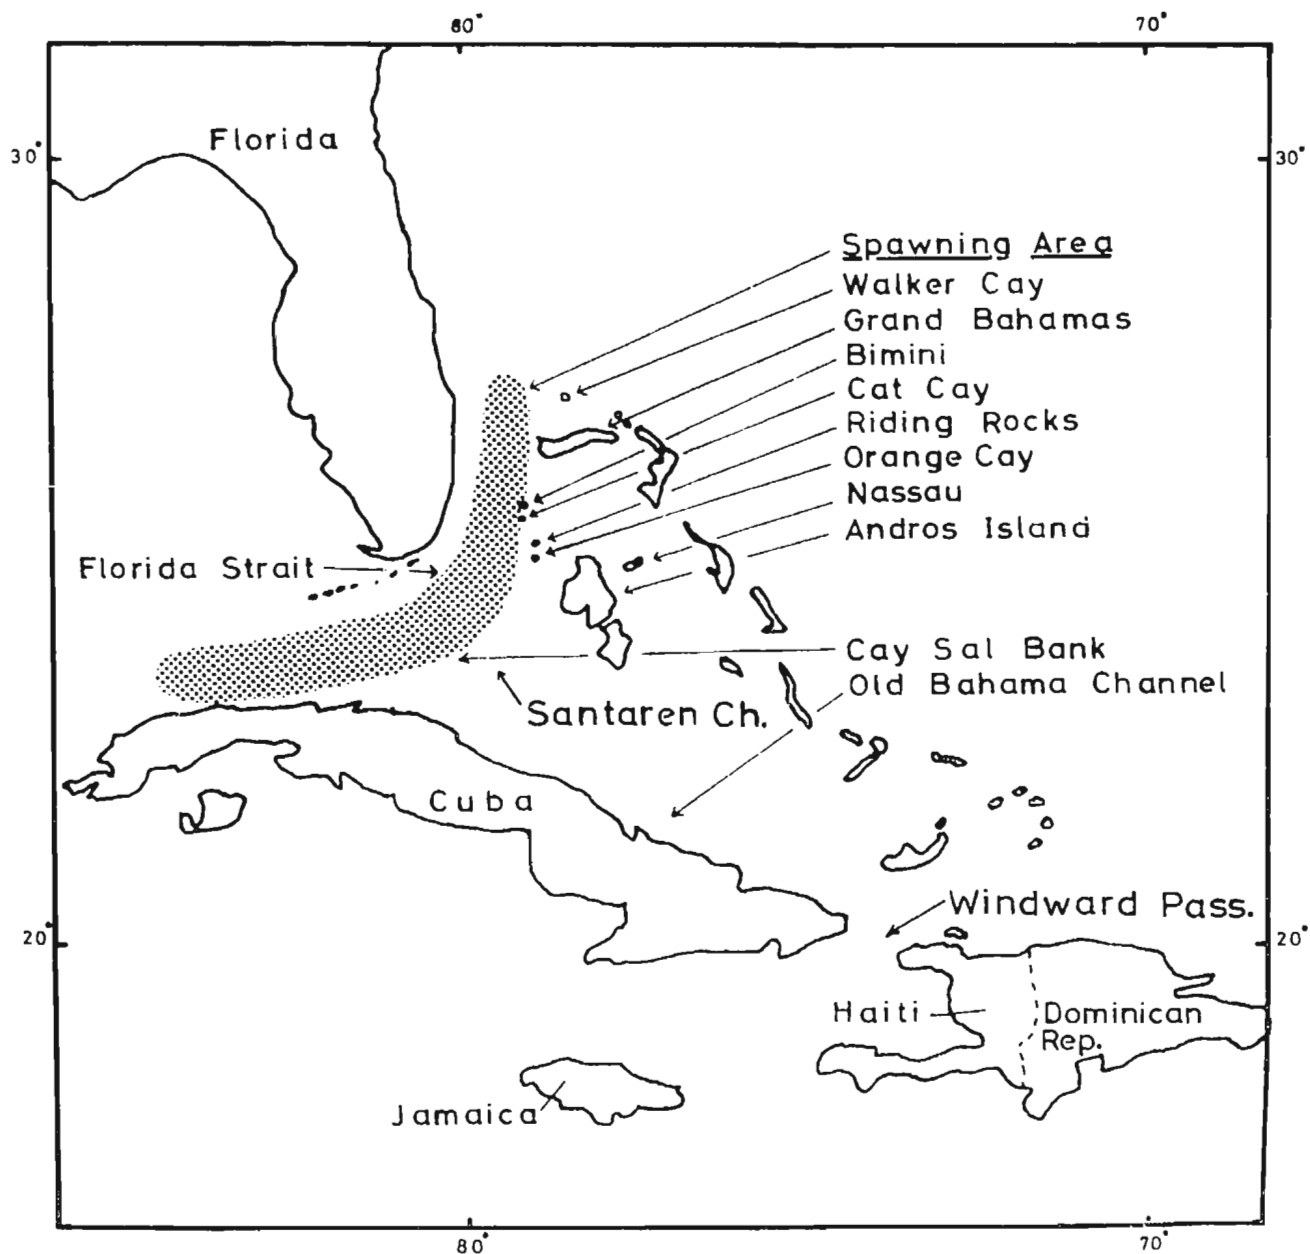 80°
70°
Florida
30°
30°
Spawning Area
Walker Cay
Grand Bahamas
Bimini
Cat Cay
Riding Rocks
Orange Cay
Nassau
Andros Island
Florida Strait
Cay Sal Bank
Old Bahama Channel
Santaren Ch.
Cuba
Windward Pass.
20°
20°
Haiti
Dominican
Rep.
Jamaica
80°
70°